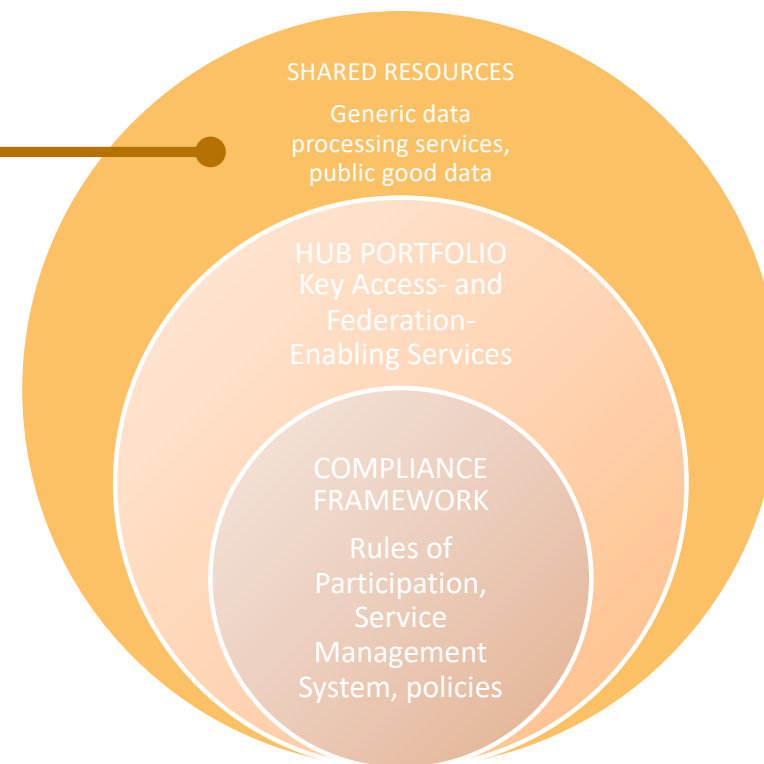 SHARED RESOURCES
Generic data
processing services,
public good data
HUB PORTFOLIO
Key Access- and
Federation-
Enabling Services
COMPLIANCE
FRAMEWORK
Rules of
Participation,
Service
Management
System, policies